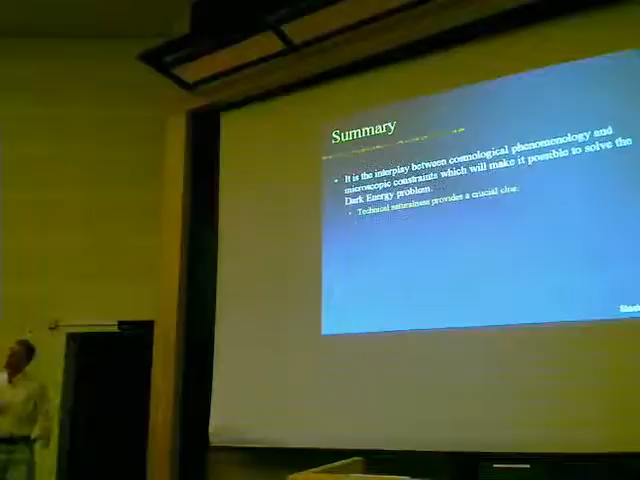 Summary
• It is the interplay between cosmological phenomenology and
microscopic constraints which will make it possible to solve the
Dark Energy problem.
• Technical naturalness provides a crucial clue.